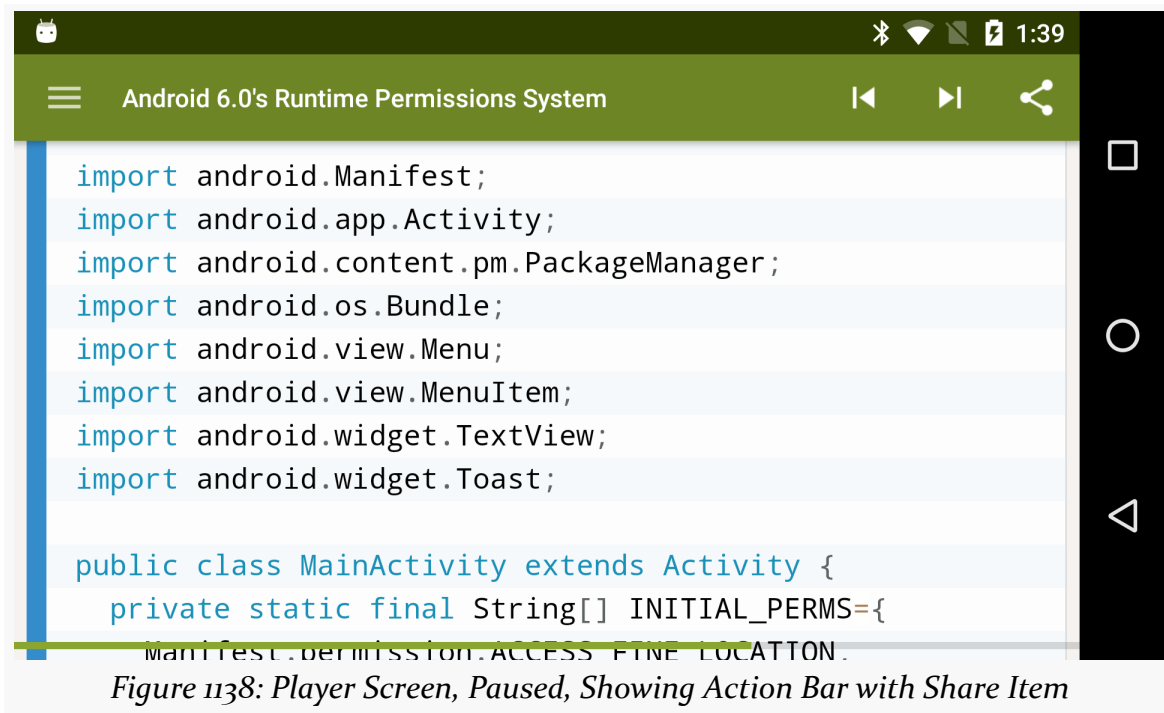 1:39
Android 6.0's Runtime Permissions System
import android.Manifest;
import android.app.Activity;
import android.content.pm.PackageManager;
import android.os.Bundle;
import android.view.Menu;
import android.view.MenuItem;
import android.widget.TextView;
import android.widget.Toast;
public class MainActivity extends Activity {
private static final String[] INITIAL_PERMS={
Manifest.permission.ACCESS_FINE_LOCATION,
Figure 1138: Player Screen, Paused, Showing Action Bar with Share Item